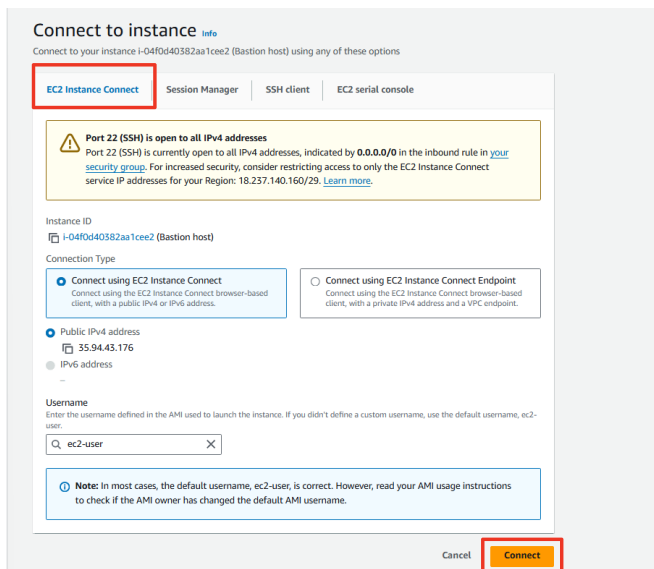 Connect to instance Info
Connect to your instance i-04f0d40382aa1cee2 (Bastion host) using any of these options
EC2 Instance Connect
Session Manager
SSH client
EC2 serial console
Port 22 (SSH) is open to all IPv4 addresses
Port 22 (SSH) is currently open to all IPv4 addresses, indicated by 0.0.0.0/0 in the inbound rule in your
security group. For increased security, consider restricting access to only the EC2 Instance Connect
service IP addresses for your Region: 18.237.140.160/29. Learn more.
Instance ID
i-04f0d40382aa1cee2 (Bastion host)
Connection Type
Connect using EC2 Instance Connect
Connect using the EC2 Instance Connect browser-based
client, with a public IPv4 or IPv6 address.
Connect using EC2 Instance Connect Endpoint
Connect using the EC2 Instance Connect browser-based
client, with a private IPv4 address and a VPC endpoint.
Public IPv4 address
35.94.43.176
IPv6 address
–
Username
Enter the username defined in the AMI used to launch the instance. If you didn't define a custom username, use the default username, ec2-
user.
ec2-user
Note: In most cases, the default username, ec2-user, is correct. However, read your AMI usage instructions
to check if the AMI owner has changed the default AMI username.
Cancel
Connect